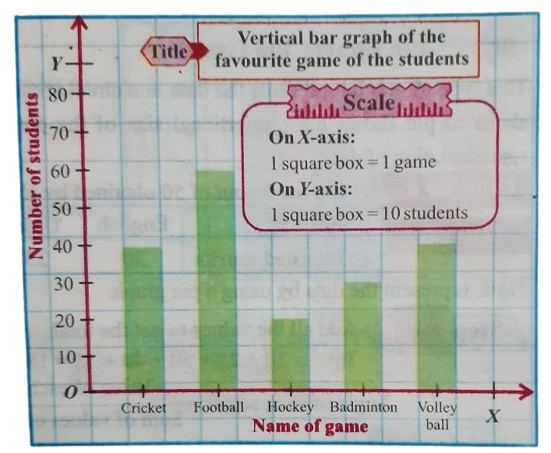 Title
Vertical bar graph of the
favourite game of the students
Scale
On X-axis:
1 square box = 1 game
On Y-axis:
1 square box = 10 students
Number of students
Y
80
70
60
50
40
30
20
10
O
Cricket
Football
Hockey
Badminton
Volley
ball
X
Name of game